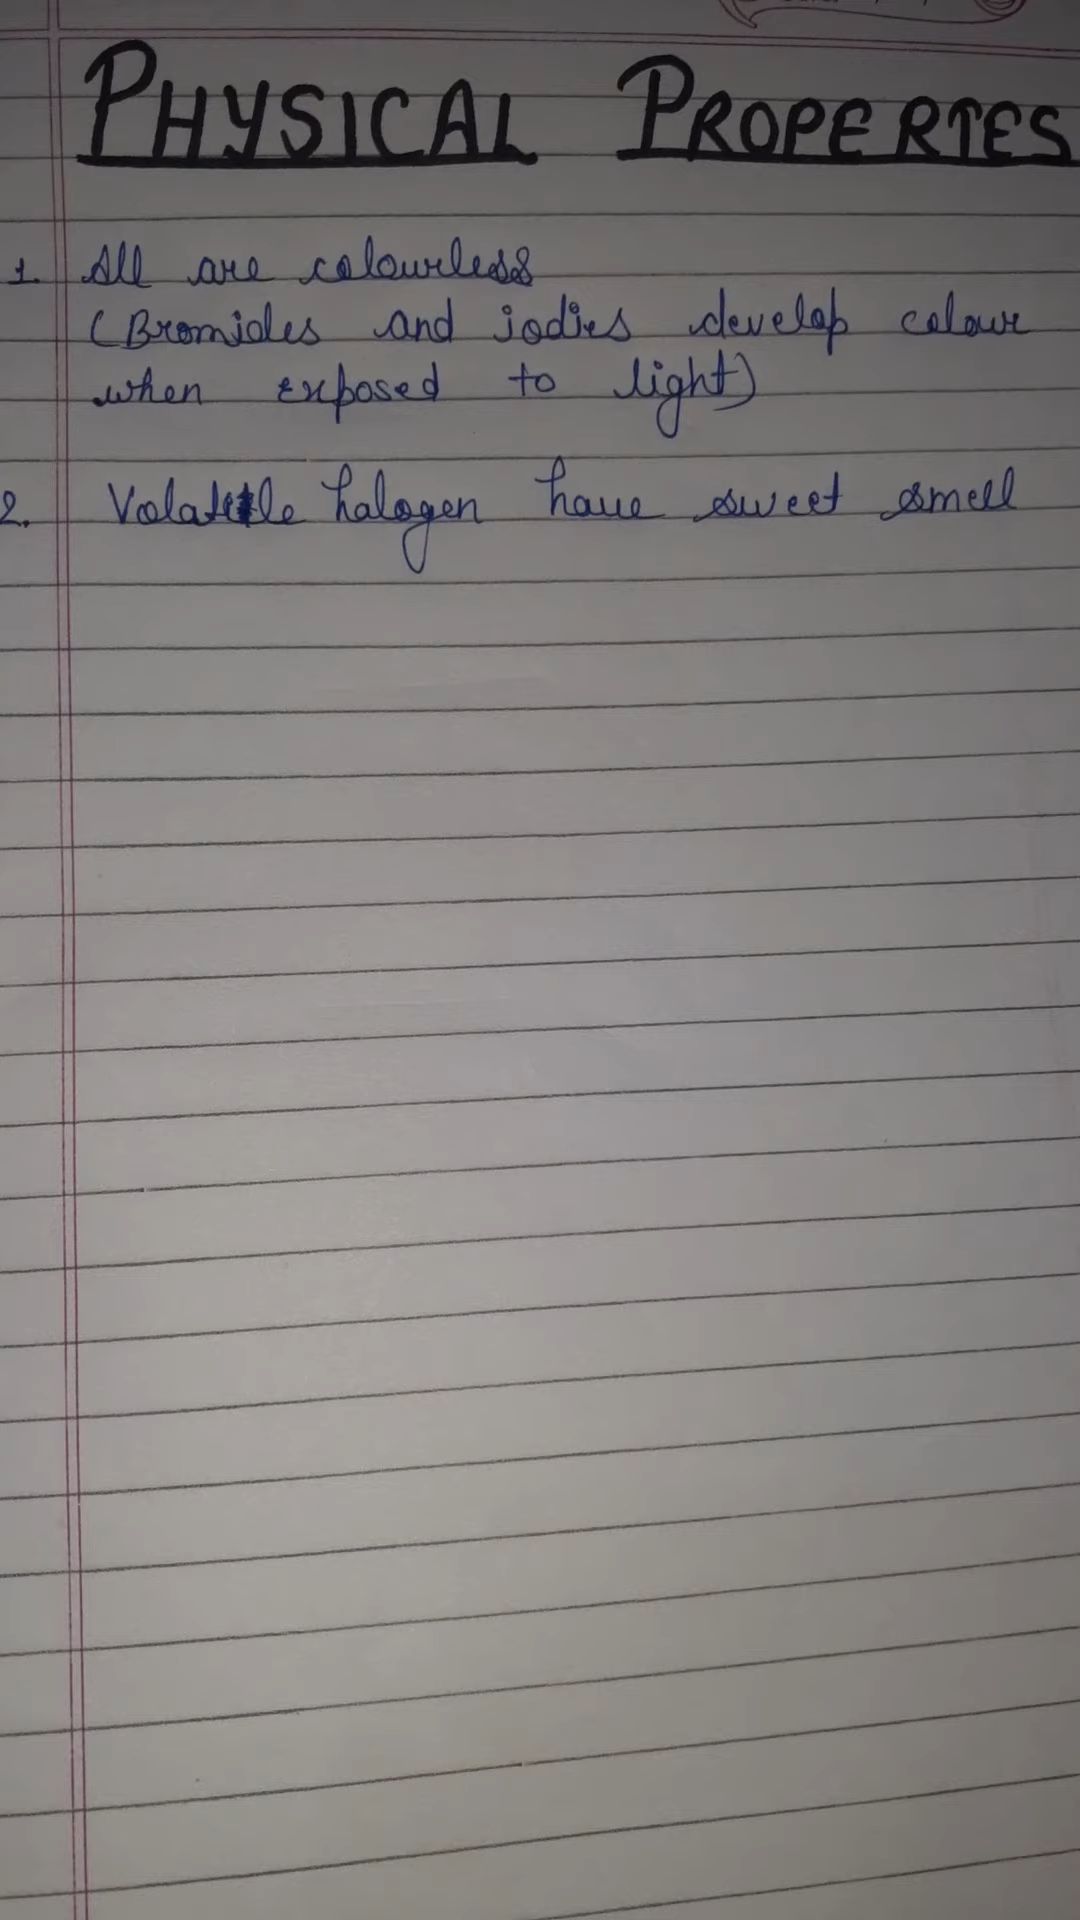 PHYSICAL PROPERTES
1. All are colourless
(Bromides and iodies develop colour
when exposed to light)
2. Volatile halogen have sweet smell